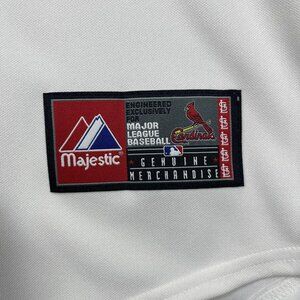 ENGINEERED
EXCLUSIVELY
FOR
MAJOR
LEAGUE
BASEBALL
Cardinals
Majestic
GENUINE
MERCHANDISE